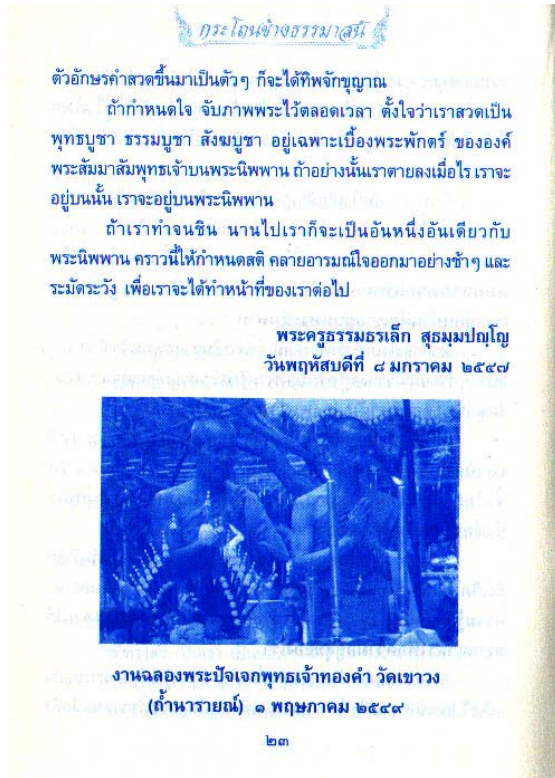 กระโถนข้างธรรมาสน์
ตัวอักษรคำสวดขึ้นมาเป็นตัวๆ ก็จะได้ทิพจักขุญาณ
ถ้ากำหนดใจ จับภาพพระไว้ตลอดเวลา ตั้งใจว่าเราสวดเป็น
พุทธบูชา ธรรมบูชา สังฆบูชา อยู่เฉพาะเบื้องพระพักตร์ ขององค์
พระสัมมาสัมพุทธเจ้าบนพระนิพพาน ถ้าอย่างนั้นเราตายลงเมื่อไร เราจะ
อยู่บนนั้น เราจะอยู่บนพระนิพพาน
ถ้าเราทำจนชิน นานไปเราก็จะเป็นอันหนึ่งอันเดียวกับ
พระนิพพาน คราวนี้ให้กำหนดสติ คลายอารมณ์ใจออกมาอย่างช้าๆ และ
ระมัดระวัง เพื่อเราจะได้ทำหน้าที่ของเราต่อไป
พระครูธรรมธรเล็ก สุธมฺมปญฺโญ
วันพฤหัสบดีที่ ๘ มกราคม ๒๕๔๗
งานฉลองพระปัจเจกพุทธเจ้าทองคำ วัดเขาวง
(ถ้ำนารายณ์) ๑ พฤษภาคม ๒๕๔๙
๒๓